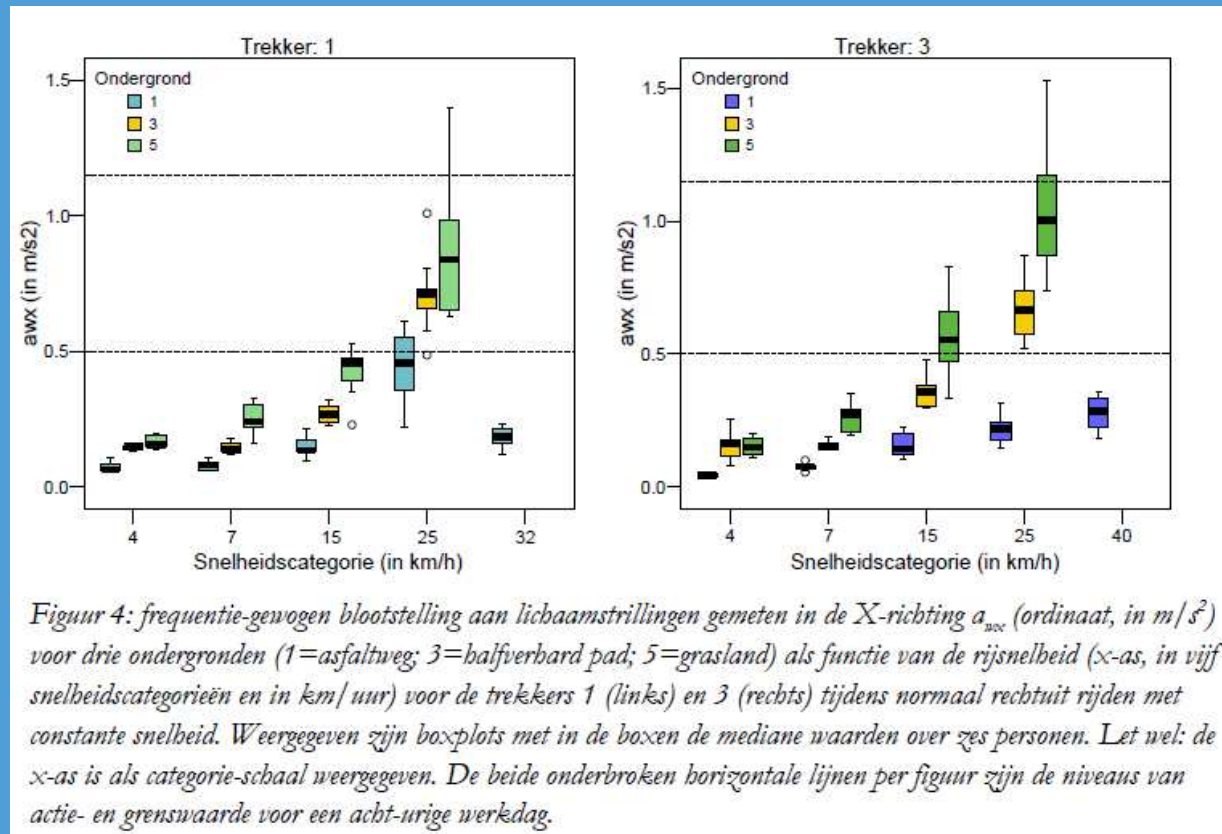 Trekker: 1
Ondergrond
1
3
5
1.5
1.0
0.5
0.0
awx (in m/s2)
4 7 15 25 32
Snelheidscategorie (in km/h)
Trekker: 3
Ondergrond
1
3
5
1.5
1.0
0.5
0.0
awx (in m/s2)
4 7 15 25 40
Snelheidscategorie (in km/h)
Figuur 4: frequentie-gewogen blootstelling aan lichaamstrillingen gemeten in de X-richting awx (ordinaat, in m/s²)
voor drie ondergronden (1=asfaltweg; 3=halfverhard pad; 5=grasland) als functie van de rijsnelheid (x-as, in vijf
snelheidscategorieën en in km/uur) voor de trekkers 1 (links) en 3 (rechts) tijdens normaal rechtuit rijden met
constante snelheid. Weergegeven zijn boxplots met in de boxen de mediane waarden over zes personen. Let wel: de
x-as is als categorie-schaal weergegeven. De beide onderbroken horizontale lijnen per figuur zijn de niveaus van
actie- en grenswaarde voor een acht-urige werkdag.